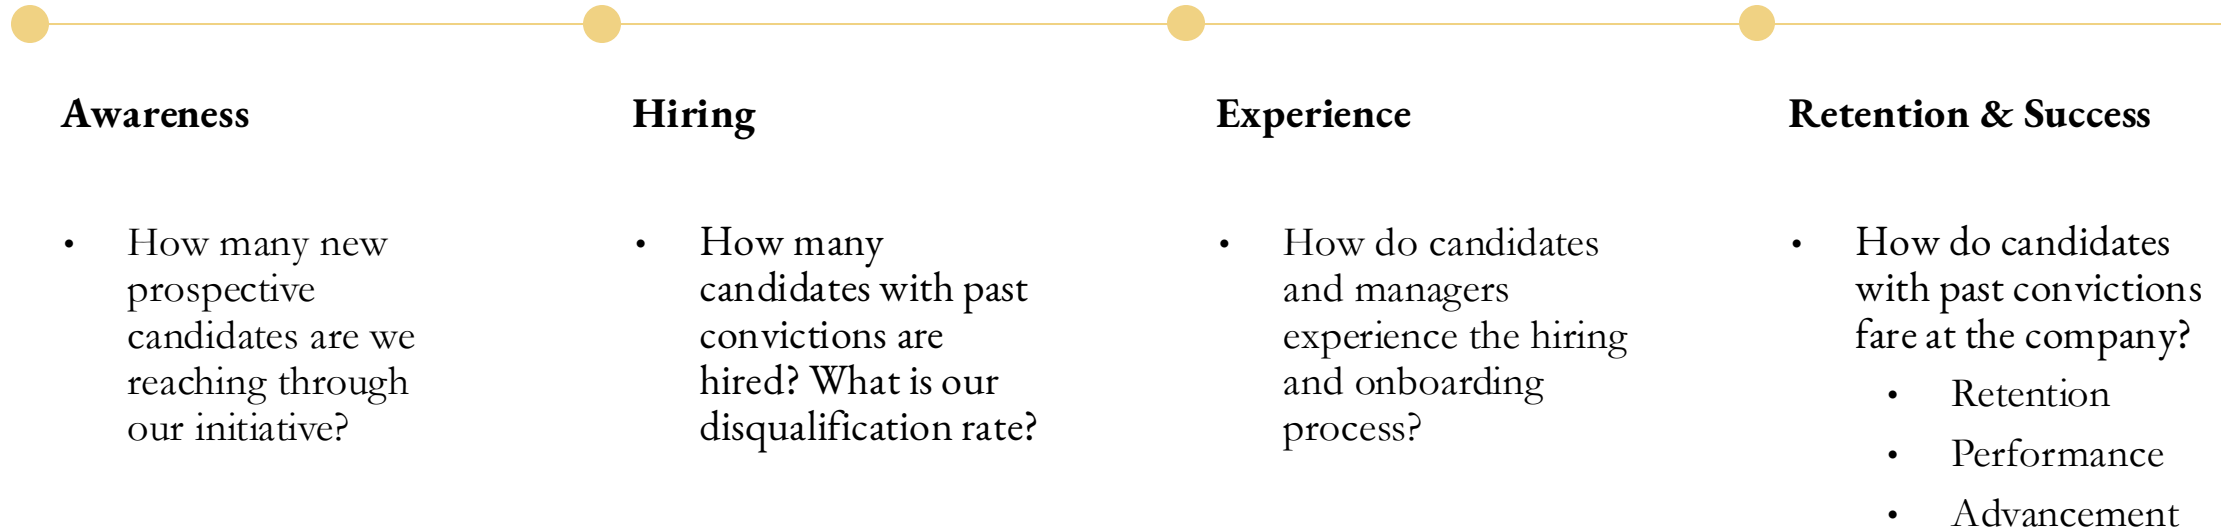 Awareness
• How many new
prospective
candidates are we
reaching through
our initiative?
Hiring
• How many
candidates with past
convictions are
hired? What is our
disqualification rate?
Experience
• How do candidates
and managers
experience the hiring
and onboarding
process?
Retention & Success
• How do candidates
with past convictions
fare at the company?
• Retention
• Performance
• Advancement